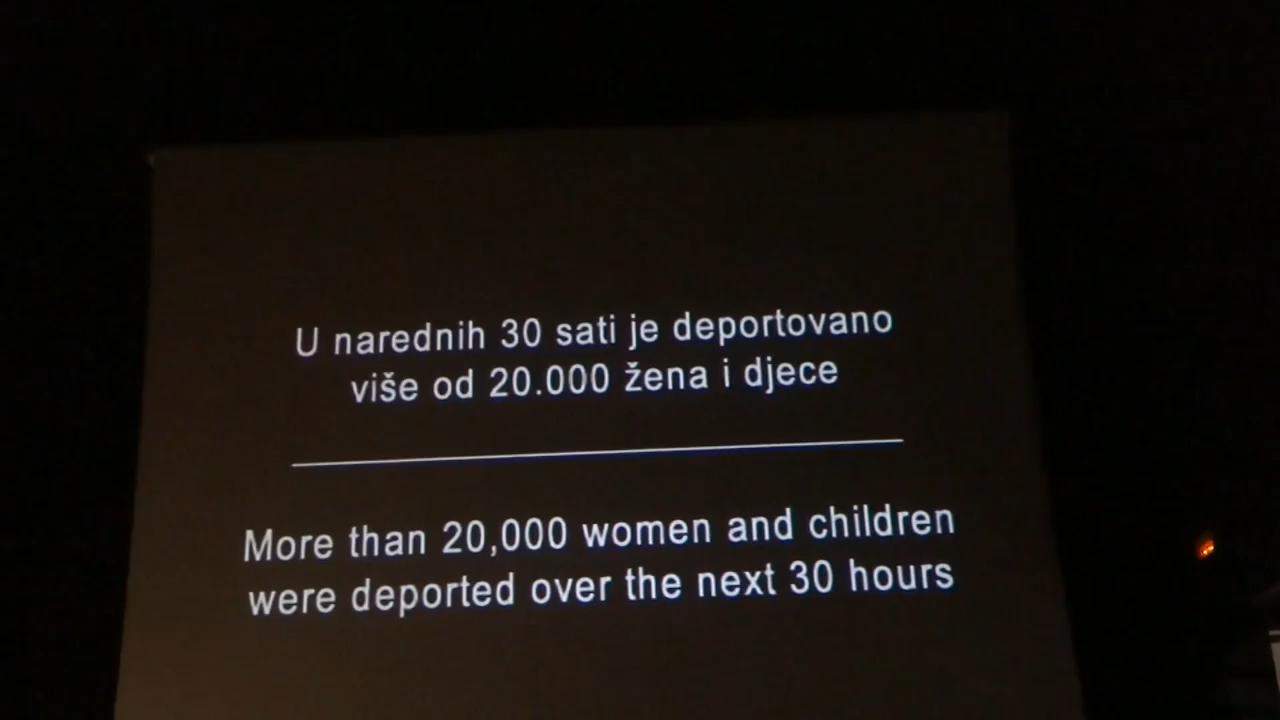 U narednih 30 sati je deportovano
više od 20.000 žena i djece
More than 20,000 women and children
were deported over the next 30 hours